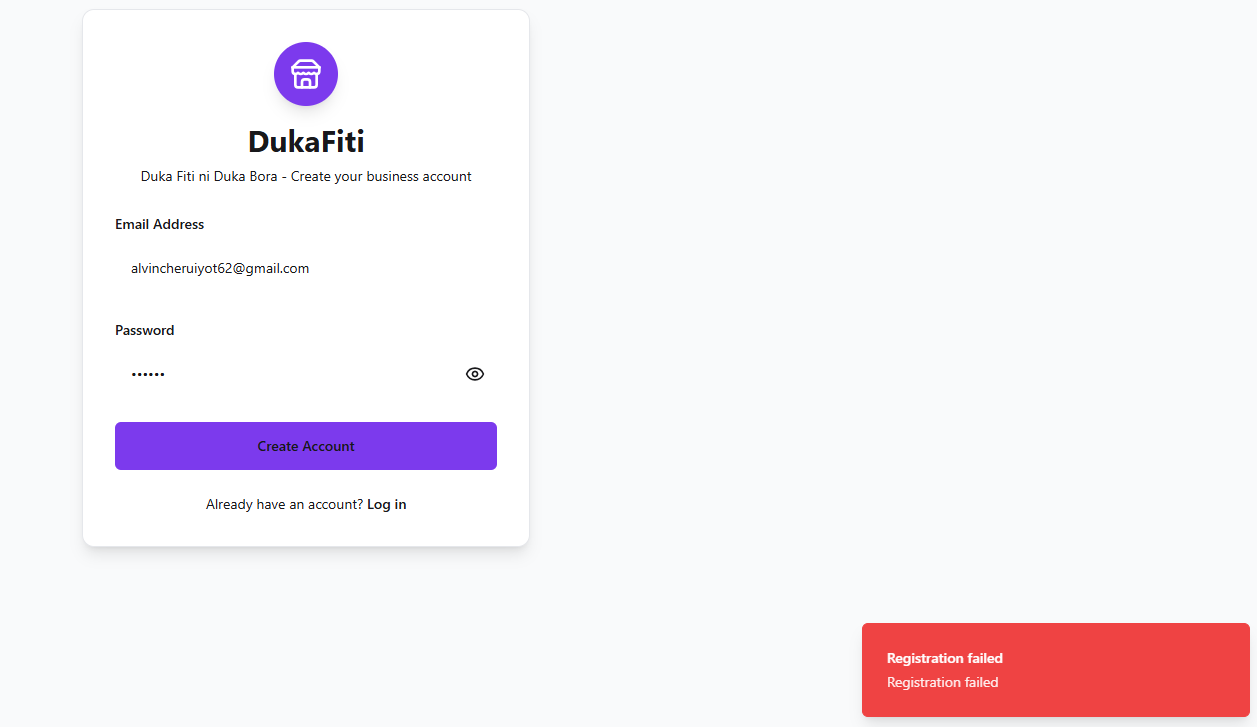 DukaFiti
Duka Fiti ni Duka Bora - Create your business account
Email Address
alvincheruiyot62@gmail.com
Password
••••••
Create Account
Already have an account? Log in
Registration failed
Registration failed